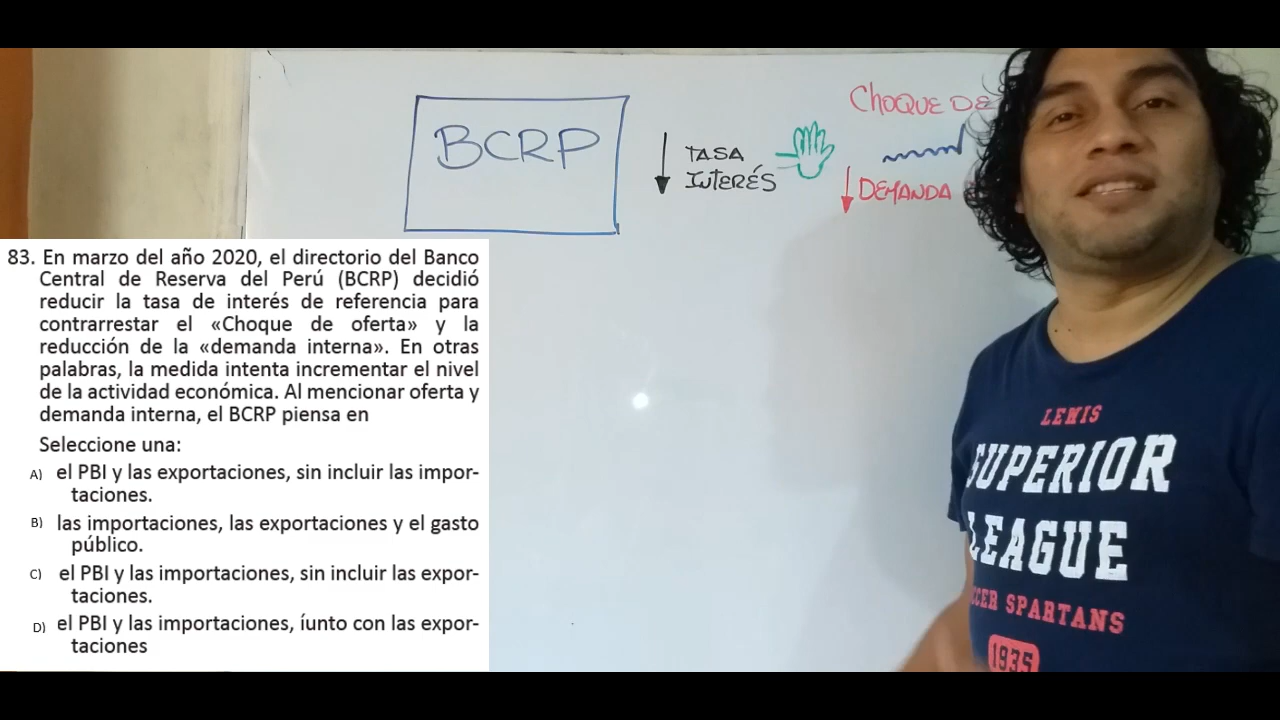 BCRP
TASA
INTERÉS
CHOQUE DE
DEMANDA
83. En marzo del año 2020, el directorio del Banco
Central de Reserva del Perú (BCRP) decidió
reducir la tasa de interés de referencia para
contrarrestar el «Choque de oferta» y la
reducción de la «demanda interna». En otras
palabras, la medida intenta incrementar el nivel
de la actividad económica. Al mencionar oferta y
demanda interna, el BCRP piensa en
Seleccione una:
A) el PBI y las exportaciones, sin incluir las impor-
taciones.
B) las importaciones, las exportaciones y el gasto
público.
C) el PBI y las importaciones, sin incluir las expor-
taciones.
D) el PBI y las importaciones, íunto con las expor-
taciones
LEWIS
SUPERIOR
LEAGUE
SPARTANS
1935